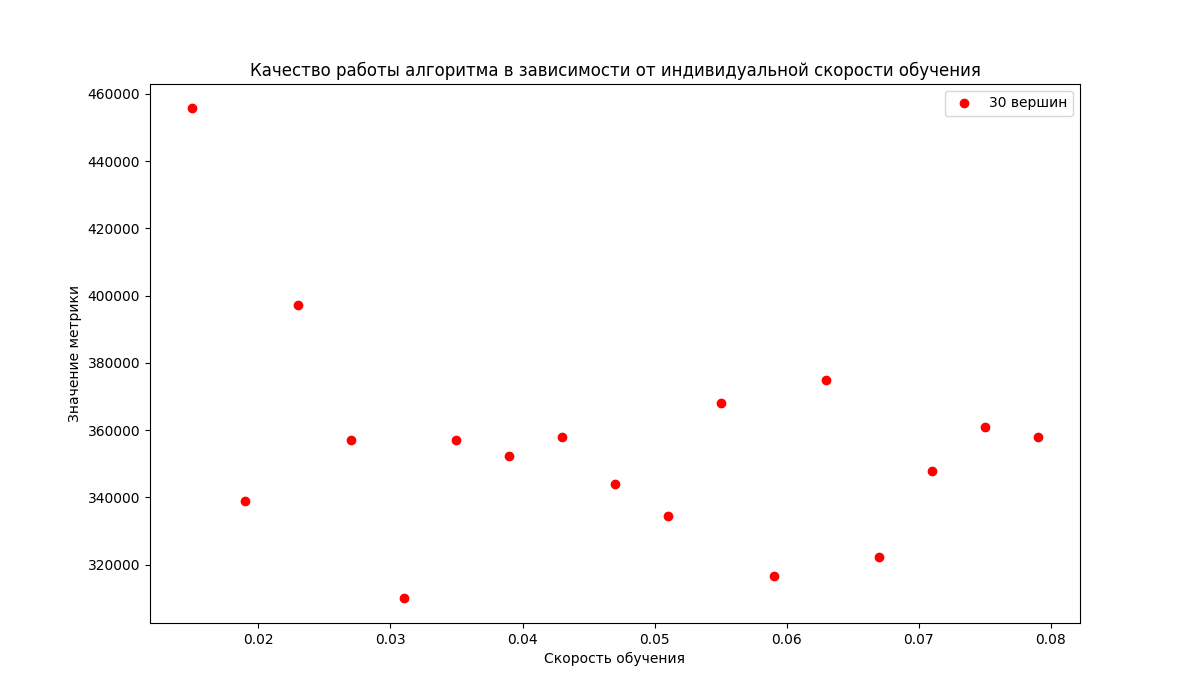 Качество работы алгоритма в зависимости от индивидуальной скорости обучения
30 вершин
Значение метрики
460000
440000
420000
400000
380000
360000
340000
320000
0.02 0.03 0.04 0.05 0.06 0.07 0.08
Скорость обучения